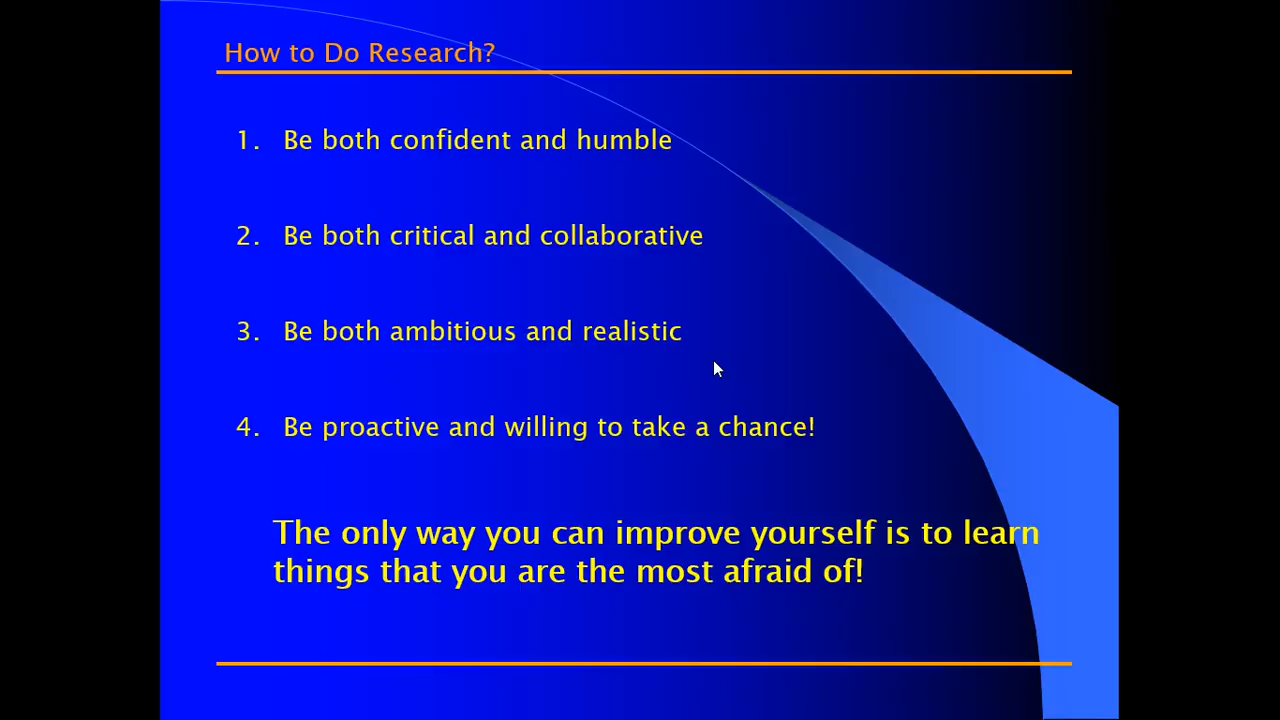 How to Do Research?
1. Be both confident and humble
2. Be both critical and collaborative
3. Be both ambitious and realistic
4. Be proactive and willing to take a chance!
The only way you can improve yourself is to learn
things that you are the most afraid of!